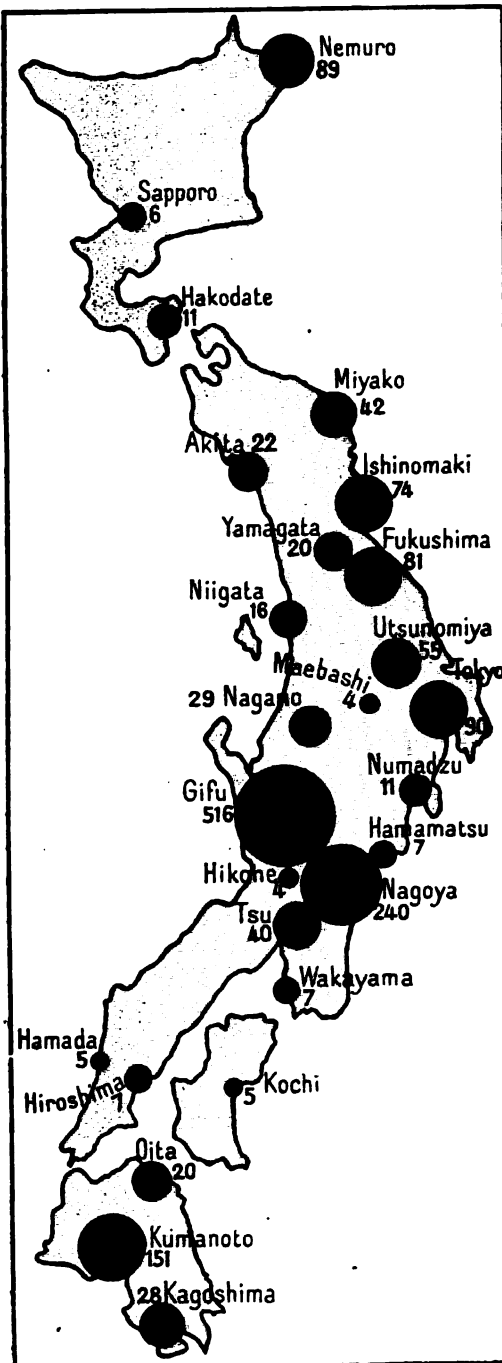 Nemuro
89
Sapporo
6
Hakodate
11
Miyako
42
Akita 22
Ishinomaki
74
Yamagata
20
Fukushima
81
Niigata
16
Utsunomiya
55
Maebashi
4
Tokyo
90
29 Nagano
Numadzu
11
Gifu
516
Hamamatsu
7
Hikone
4
Nagoya
240
Tsu
40
Wakayama
7
Hamada
5
Hiroshima
7
Kochi
5
Oita
20
Kumanoto
151
28 Kagoshima